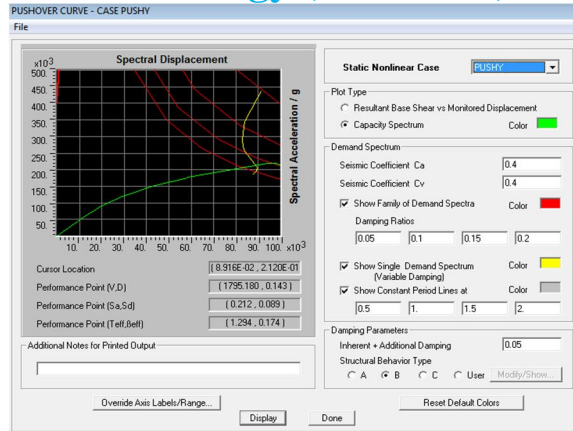 PUSHOVER CURVE - CASE PUSHY
File
Spectral Displacement
x10³
500.
450.
400.
350.
300.
250.
200.
150.
100.
50.
10. 20. 30. 40. 50. 60. 70. 80. 90. 100. x10³
Spectral Acceleration / g
Cursor Location
( 8.916E-02 , 2.120E-01
Performance Point (V,D)
( 1795.180 , 0.143 )
Performance Point (Sa,Sd)
( 0.212 , 0.089 )
Performance Point (Teff,Beff)
( 1.294 , 0.174 )
Additional Notes for Printed Output
Override Axis Labels/Range...
Static Nonlinear Case
PUSHY
Plot Type
Resultant Base Shear vs Monitored Displacement
Capacity Spectrum
Color
Demand Spectrum
Seismic Coefficient Ca
0.4
Seismic Coefficient Cv
0.4
Show Family of Demand Spectra
Color
Damping Ratios
0.05 0.1 0.15 0.2
Show Single Demand Spectrum
(Variable Damping)
Color
Show Constant Period Lines at
Color
0.5 1. 1.5 2.
Damping Parameters
Inherent + Additional Damping
0.05
Structural Behavior Type
A B C User Modify/Show...
Reset Default Colors
Display
Done